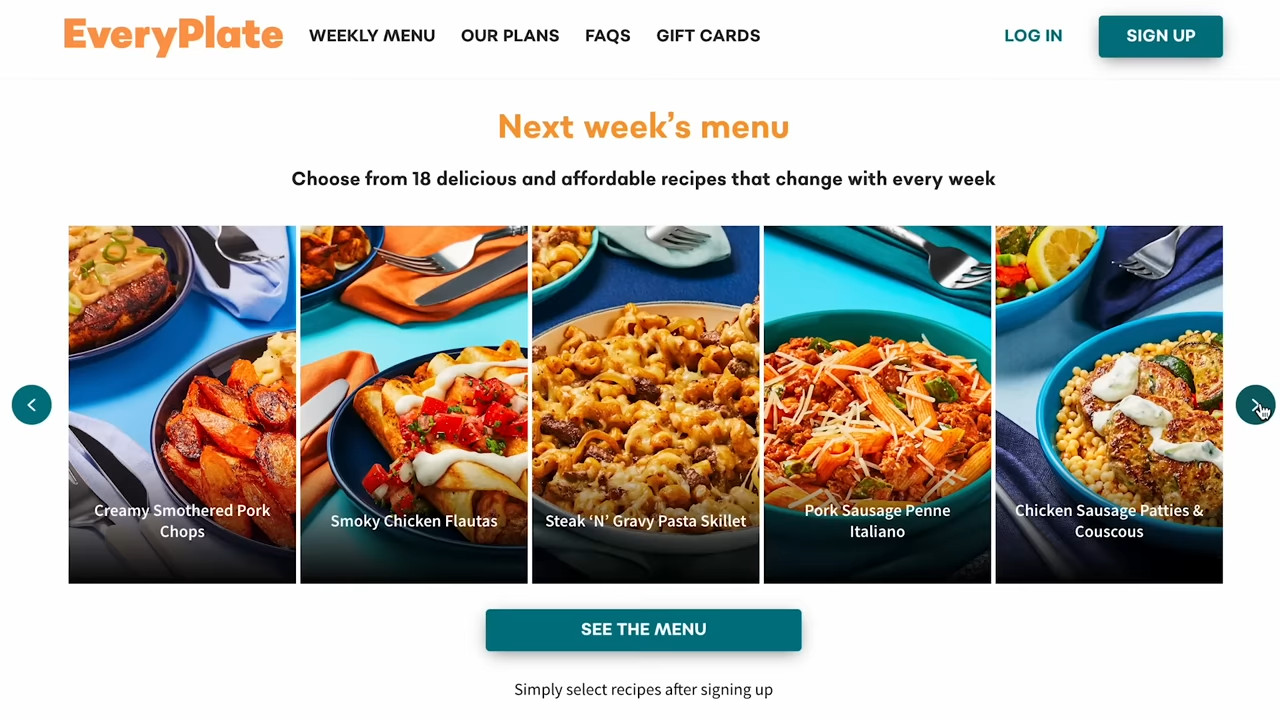 EveryPlate WEEKLY MENU OUR PLANS FAQS GIFT CARDS LOG IN SIGN UP
Next week's menu
Choose from 18 delicious and affordable recipes that change with every week
Creamy Smothered Pork
Chops
Smoky Chicken Flautas
Steak ‘N’ Gravy Pasta Skillet
Pork Sausage Penne
Italiano
Chicken Sausage Patties &
Couscous
SEE THE MENU
Simply select recipes after signing up